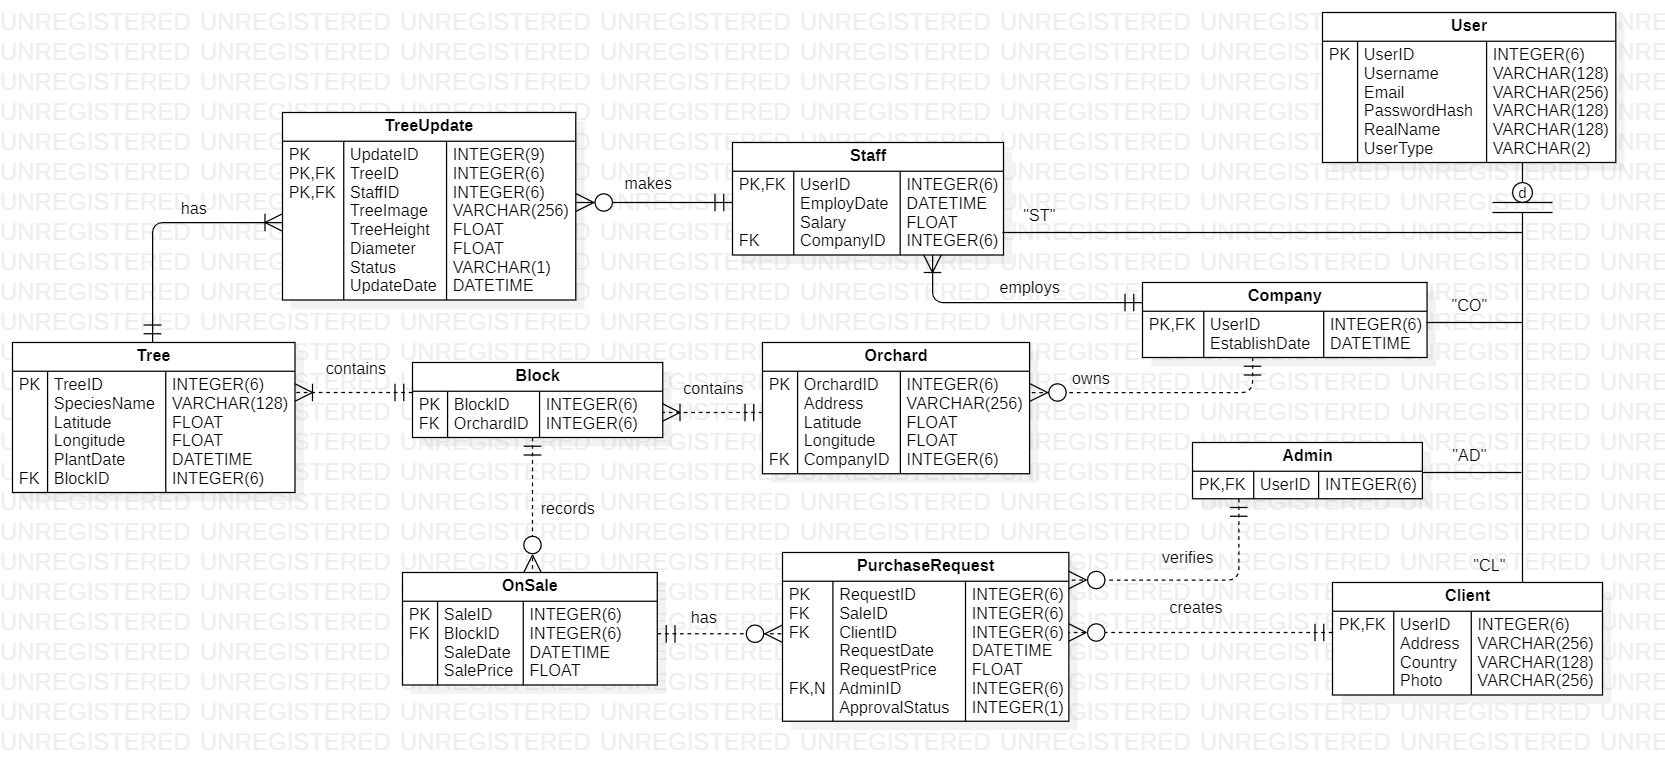 User
PK UserID INTEGER(6)
Username VARCHAR(128)
Email VARCHAR(256)
PasswordHash VARCHAR(128)
RealName VARCHAR(128)
UserType VARCHAR(2)
d
TreeUpdate
PK UpdateID INTEGER(9)
PK,FK TreeID INTEGER(6)
PK,FK StaffID INTEGER(6)
TreeImage VARCHAR(256)
TreeHeight FLOAT
Diameter FLOAT
Status VARCHAR(1)
UpdateDate DATETIME
makes
has
Staff
PK,FK UserID INTEGER(6)
EmployDate DATETIME
Salary FLOAT
FK CompanyID INTEGER(6)
"ST"
employs
Company
PK,FK UserID INTEGER(6)
EstablishDate DATETIME
"CO"
Tree
PK TreeID INTEGER(6)
SpeciesName VARCHAR(128)
Latitude FLOAT
Longitude FLOAT
PlantDate DATETIME
FK BlockID INTEGER(6)
contains
Block
PK BlockID INTEGER(6)
FK OrchardID INTEGER(6)
contains
Orchard
PK OrchardID INTEGER(6)
Address VARCHAR(256)
Latitude FLOAT
Longitude FLOAT
FK CompanyID INTEGER(6)
owns
Admin
PK,FK UserID INTEGER(6)
"AD"
records
verifies
OnSale
PK SaleID INTEGER(6)
FK BlockID INTEGER(6)
SaleDate DATETIME
SalePrice FLOAT
has
PurchaseRequest
PK RequestID INTEGER(6)
FK SaleID INTEGER(6)
FK ClientID INTEGER(6)
RequestDate DATETIME
RequestPrice FLOAT
FK,N AdminID INTEGER(6)
ApprovalStatus INTEGER(1)
creates
"CL"
Client
PK,FK UserID INTEGER(6)
Address VARCHAR(256)
Country VARCHAR(128)
Photo VARCHAR(256)
UNREGISTERED